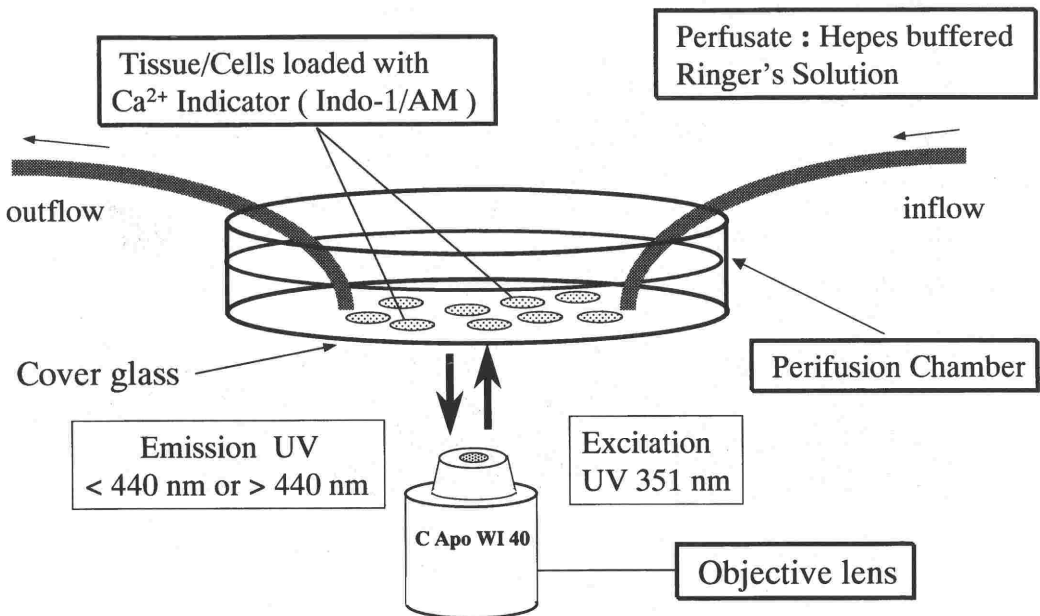 Tissue/Cells loaded with
Ca²⁺ Indicator ( Indo-1/AM )
Perfusate : Hepes buffered
Ringer's Solution
outflow
inflow
Cover glass
Perifusion Chamber
Emission UV
< 440 nm or > 440 nm
Excitation
UV 351 nm
C Apo WI 40
Objective lens